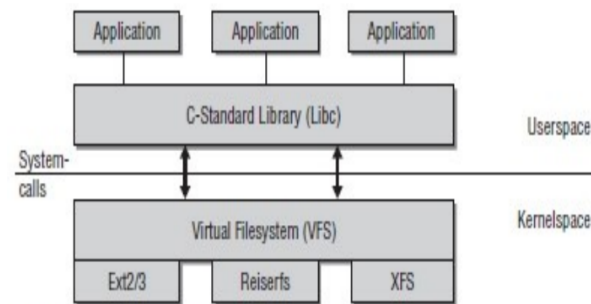 Application Application Application
C-Standard Library (Libc)
Userspace
System-
calls
Kernelspace
Virtual Filesystem (VFS)
Ext2/3 Reiserfs XFS